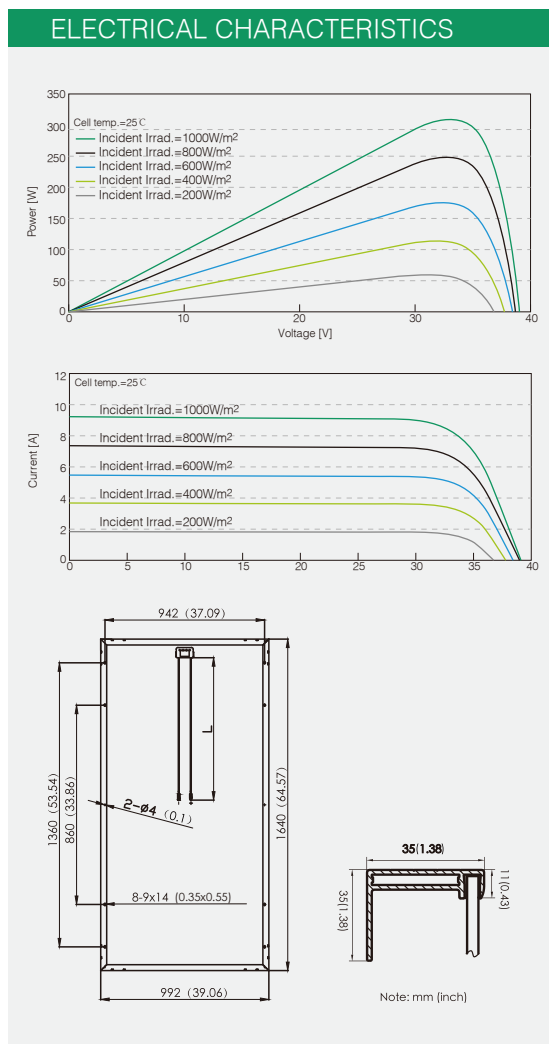 ELECTRICAL CHARACTERISTICS
350
300
250
200
150
100
50
0
Power [W]
Cell temp.=25℃
Incident Irrad.=1000W/m2
Incident Irrad.=800W/m2
Incident Irrad.=600W/m2
Incident Irrad.=400W/m2
Incident Irrad.=200W/m2
0 10 20 30 40
Voltage [V]
12
10
8
6
4
2
0
Current [A]
Cell temp.=25℃
Incident Irrad.=1000W/m2
Incident Irrad.=800W/m2
Incident Irrad.=600W/m2
Incident Irrad.=400W/m2
Incident Irrad.=200W/m2
0 5 10 15 20 25 30 35 40
942 (37.09)
L
1360 (53.54)
860 (33.86)
2-ø4 (0.1)
1640 (64.57)
8-9x14 (0.35x0.55)
992 (39.06)
35(1.38)
35(1.38)
11(0.43)
Note: mm (inch)